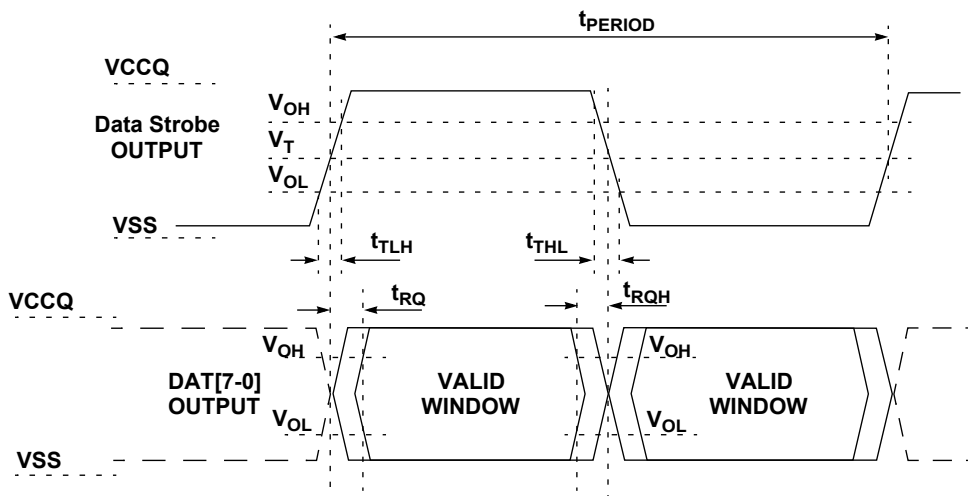 tPERIOD
VCCQ
VOH
Data Strobe
OUTPUT
VT
VOL
VSS
tTLH
tTHL
VCCQ
tRQ
tRQH
VOH
VOH
DAT[7-0]
OUTPUT
VALID
WINDOW
VALID
WINDOW
VOL
VOL
VSS